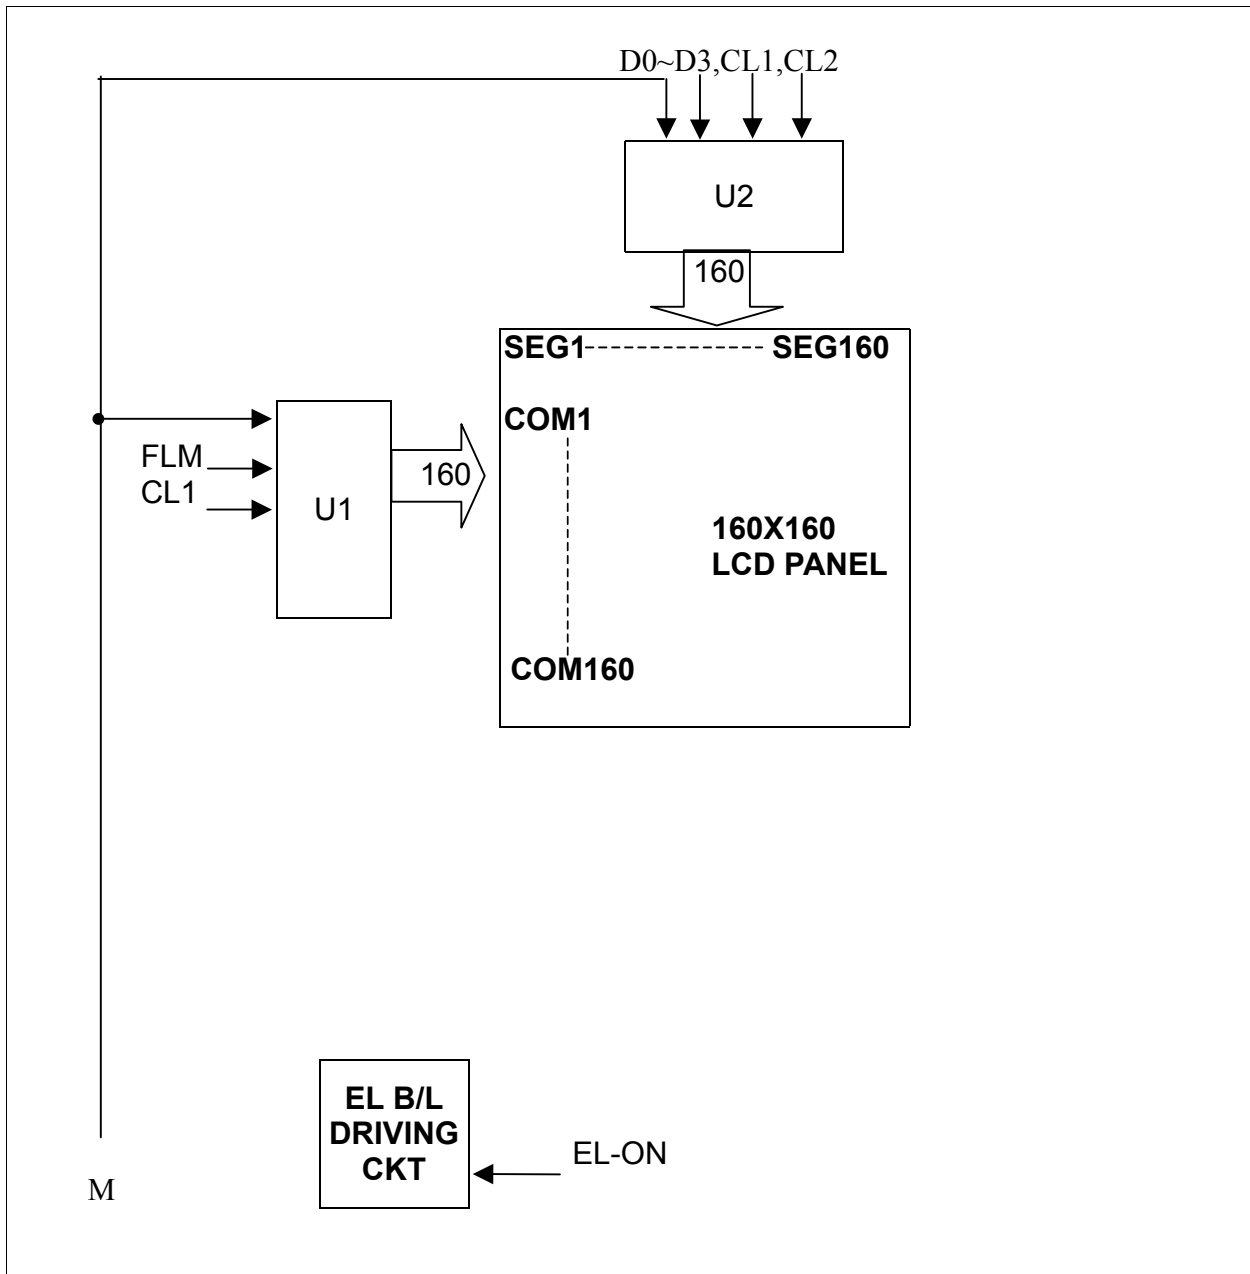 D0~D3,CL1,CL2
U2
160
SEG1 SEG160
COM1
FLM
CL1
U1
160
160X160
LCD PANEL
COM160
EL B/L
DRIVING
CKT
EL-ON
M